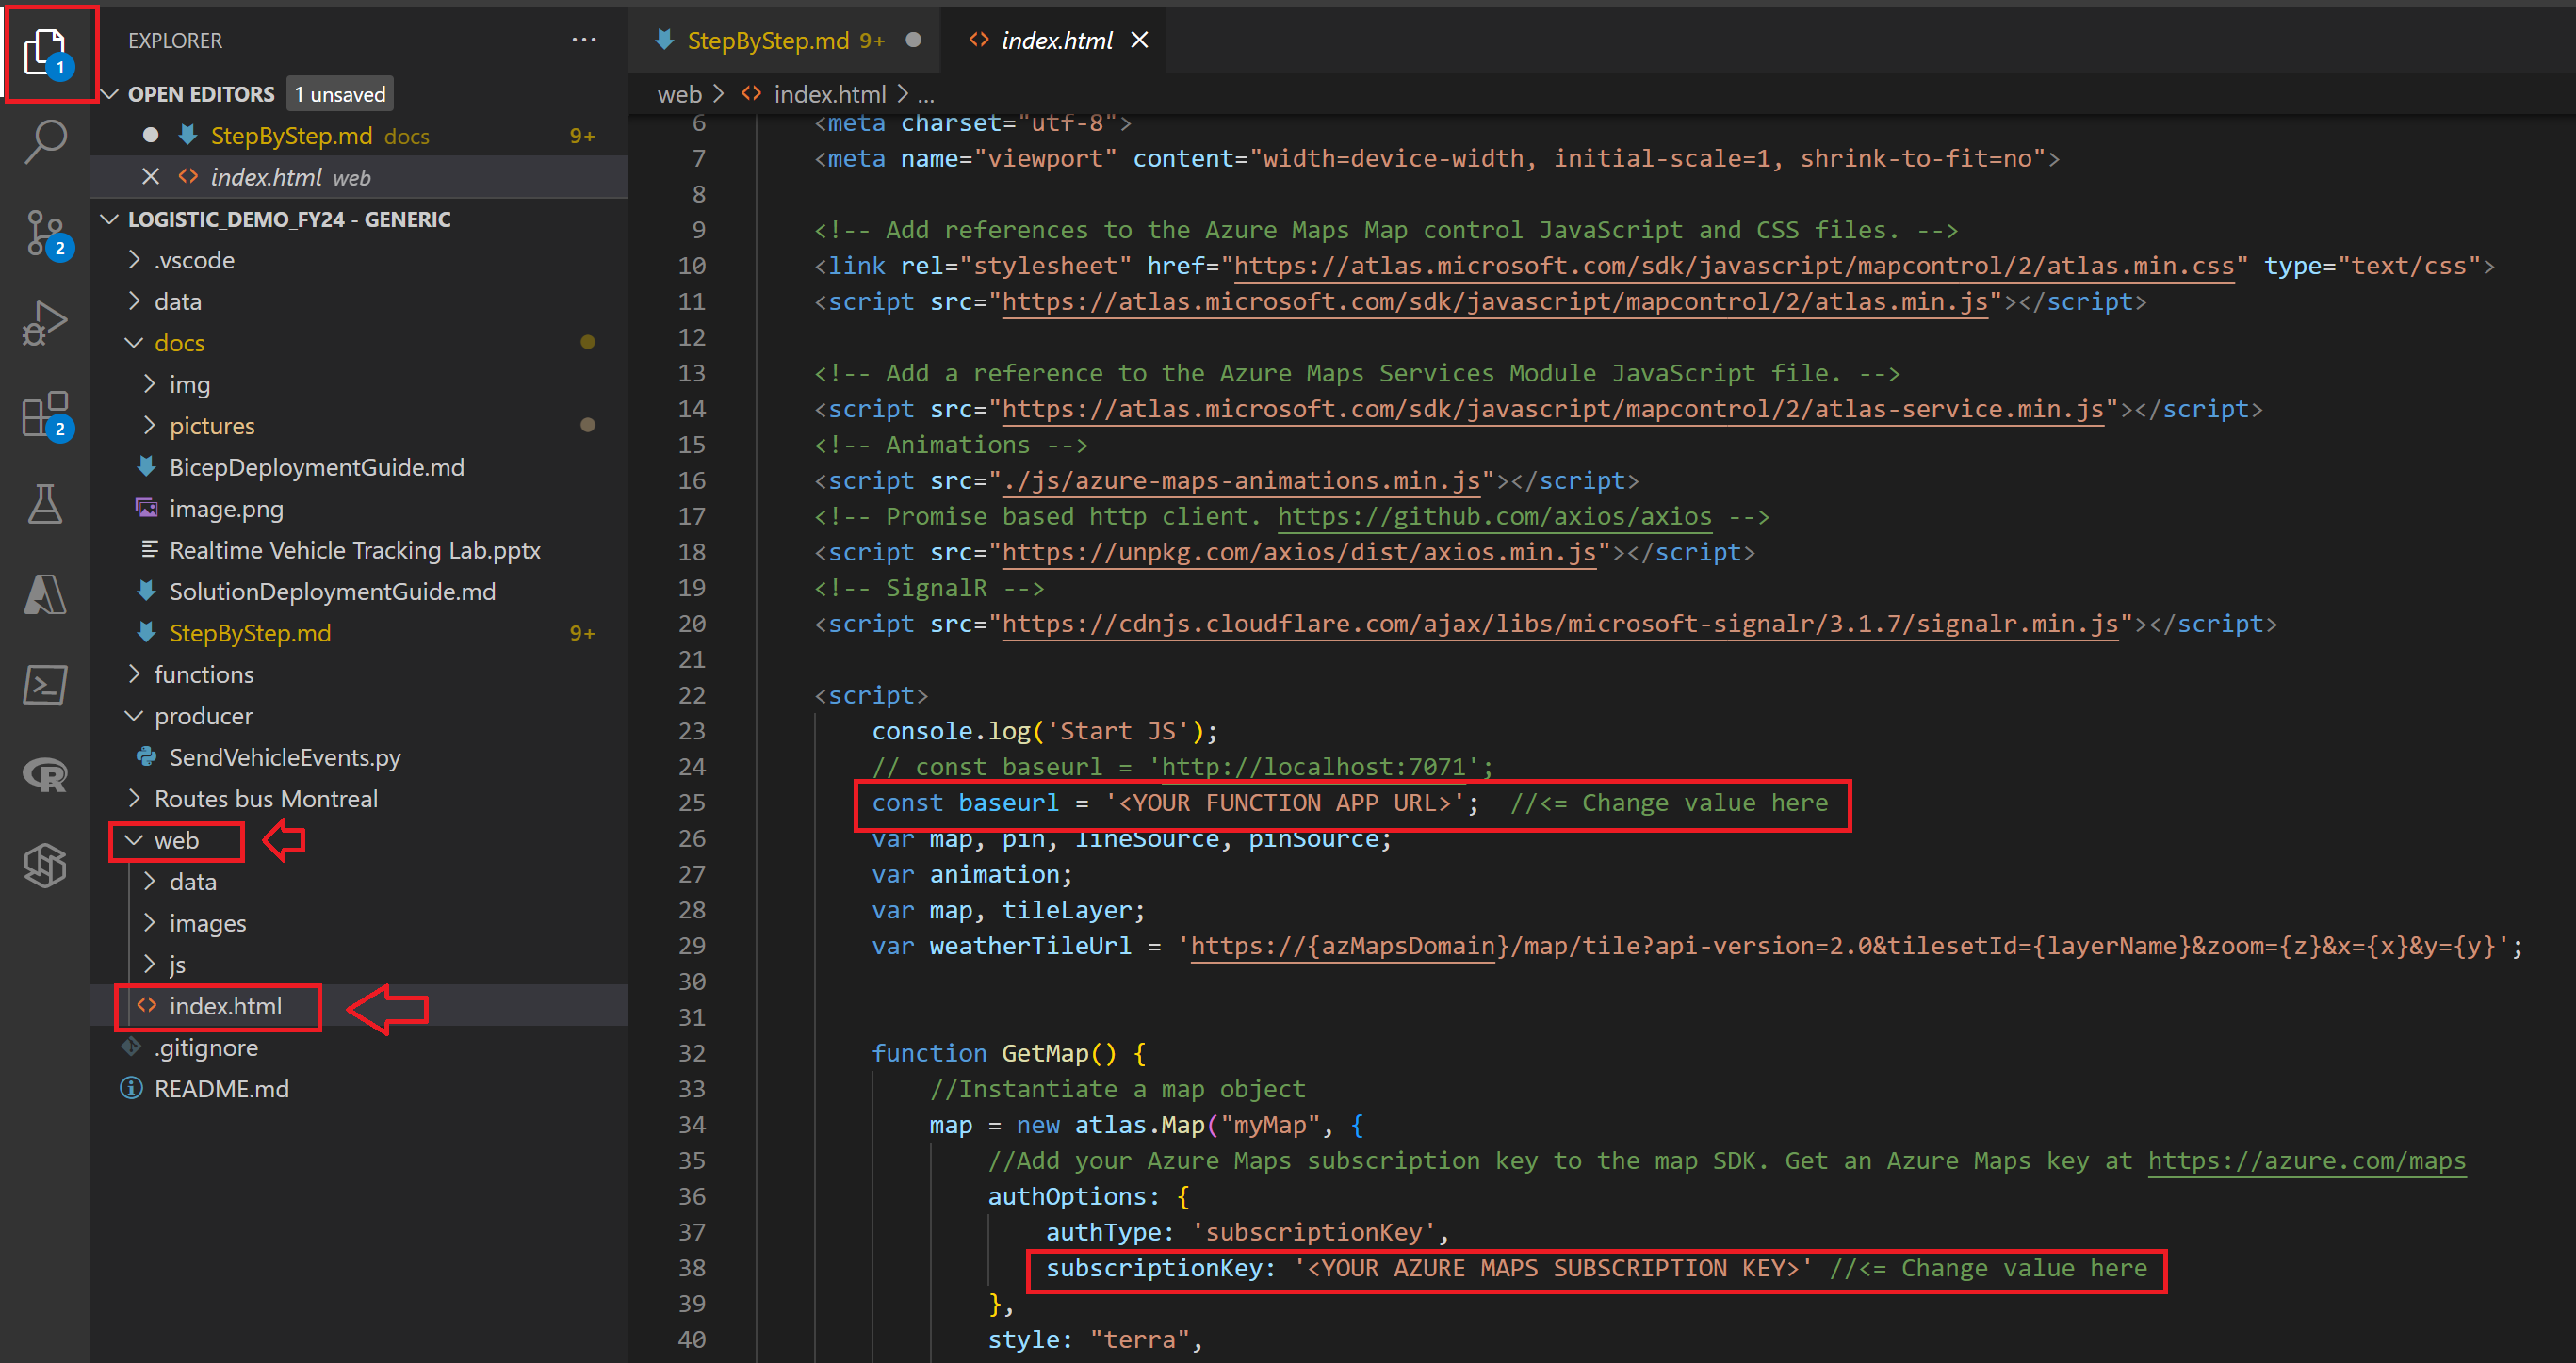 1
2
2
EXPLORER ...
OPEN EDITORS 1 unsaved
StepByStep.md docs 9+
index.html web
LOGISTIC_DEMO_FY24 - GENERIC
.vscode
data
docs
img
pictures
BicepDeploymentGuide.md
image.png
Realtime Vehicle Tracking Lab.pptx
SolutionDeploymentGuide.md
StepByStep.md 9+
functions
producer
SendVehicleEvents.py
Routes bus Montreal
web
data
images
js
index.html
.gitignore
README.md
StepByStep.md 9+ index.html
web > index.html > ...
6 <meta charset="utf-8">
7 <meta name="viewport" content="width=device-width, initial-scale=1, shrink-to-fit=no">
8
9 <!-- Add references to the Azure Maps Map control JavaScript and CSS files. -->
10 <link rel="stylesheet" href="https://atlas.microsoft.com/sdk/javascript/mapcontrol/2/atlas.min.css" type="text/css">
11 <script src="https://atlas.microsoft.com/sdk/javascript/mapcontrol/2/atlas.min.js"></script>
12
13 <!-- Add a reference to the Azure Maps Services Module JavaScript file. -->
14 <script src="https://atlas.microsoft.com/sdk/javascript/mapcontrol/2/atlas-service.min.js"></script>
15 <!-- Animations -->
16 <script src="./js/azure-maps-animations.min.js"></script>
17 <!-- Promise based http client. https://github.com/axios/axios -->
18 <script src="https://unpkg.com/axios/dist/axios.min.js"></script>
19 <!-- SignalR -->
20 <script src="https://cdnjs.cloudflare.com/ajax/libs/microsoft-signalr/3.1.7/signalr.min.js"></script>
21
22 <script>
23 console.log('Start JS');
24 // const baseurl = 'http://localhost:7071';
25 const baseurl = '<YOUR FUNCTION APP URL>'; //<= Change value here
26 var map, pin, lineSource, pinSource;
27 var animation;
28 var map, tileLayer;
29 var weatherTileUrl = 'https://{azMapsDomain}/map/tile?api-version=2.0&tilesetId={layerName}&zoom={z}&x={x}&y={y}';
30
31
32 function GetMap() {
33 //Instantiate a map object
34 map = new atlas.Map("myMap", {
35 //Add your Azure Maps subscription key to the map SDK. Get an Azure Maps key at https://azure.com/maps
36 authOptions: {
37 authType: 'subscriptionKey',
38 subscriptionKey: '<YOUR AZURE MAPS SUBSCRIPTION KEY>' //<= Change value here
39 },
40 style: "terra",